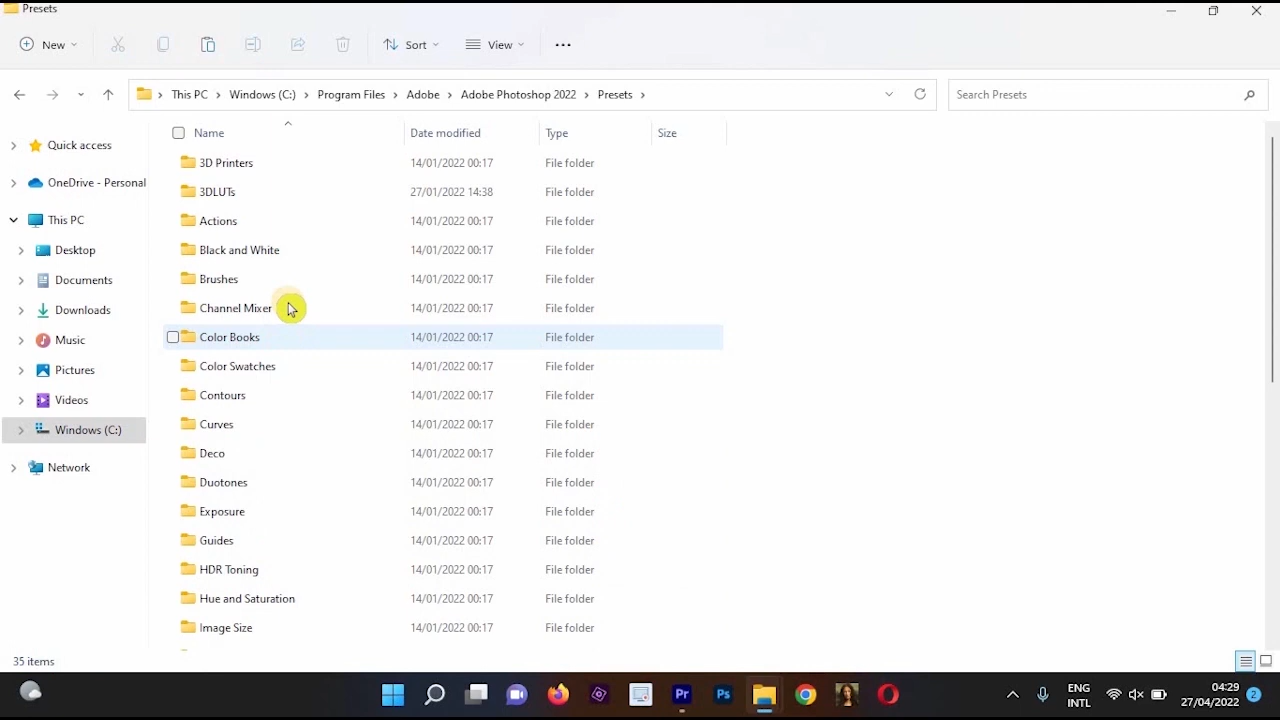 Presets
New
Sort
View
This PC
Windows (C:)
Program Files
Adobe
Adobe Photoshop 2022
Presets
Search Presets
Name
Date modified
Type
Size
Quick access
OneDrive - Personal
This PC
Desktop
Documents
Downloads
Music
Pictures
Videos
Windows (C:)
Network
3D Printers 14/01/2022 00:17 File folder
3DLUTs 27/01/2022 14:38 File folder
Actions 14/01/2022 00:17 File folder
Black and White 14/01/2022 00:17 File folder
Brushes 14/01/2022 00:17 File folder
Channel Mixer 14/01/2022 00:17 File folder
Color Books 14/01/2022 00:17 File folder
Color Swatches 14/01/2022 00:17 File folder
Contours 14/01/2022 00:17 File folder
Curves 14/01/2022 00:17 File folder
Deco 14/01/2022 00:17 File folder
Duotones 14/01/2022 00:17 File folder
Exposure 14/01/2022 00:17 File folder
Guides 14/01/2022 00:17 File folder
HDR Toning 14/01/2022 00:17 File folder
Hue and Saturation 14/01/2022 00:17 File folder
Image Size 14/01/2022 00:17 File folder
35 items
Pr
Ps
ENG
INTL
04:29
27/04/2022
2